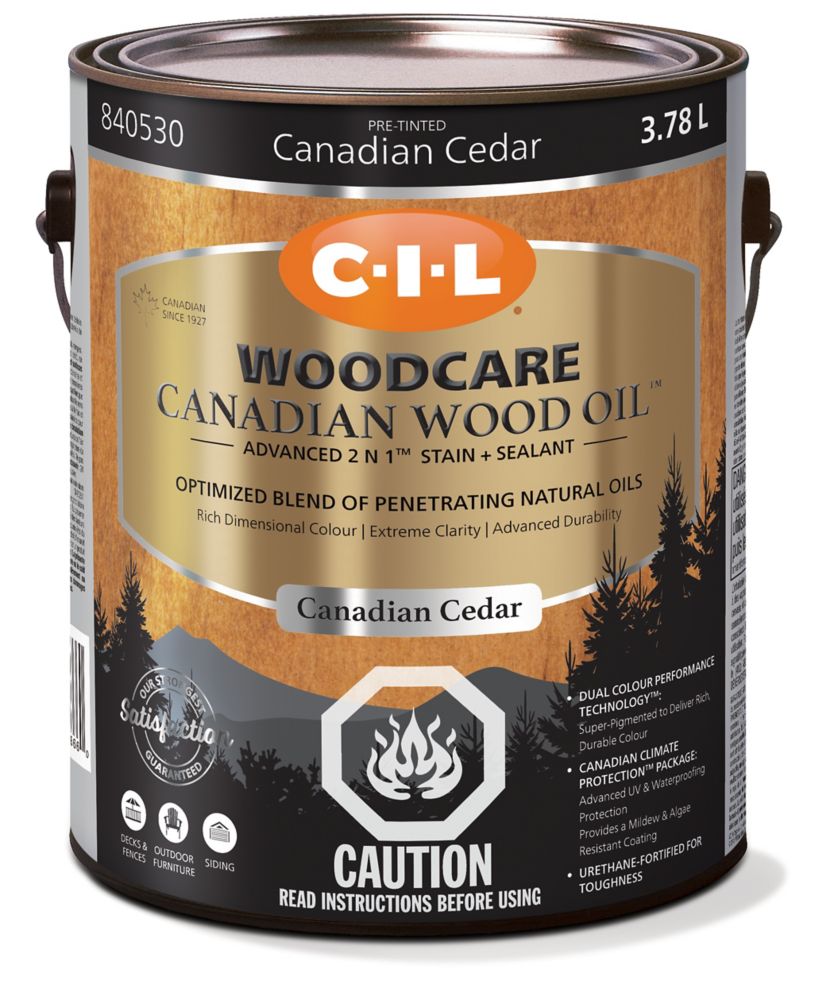 840530
PRE-TINTED
Canadian Cedar
3.78 L
C·I·L
CANADIAN
SINCE 1927
WOODCARE
CANADIAN WOOD OIL™
ADVANCED 2 N 1™ STAIN + SEALANT
OPTIMIZED BLEND OF PENETRATING NATURAL OILS
Rich Dimensional Colour | Extreme Clarity | Advanced Durability
Canadian Cedar
OUR STRONGEST
Satisfaction
GUARANTEED
DECKS &
FENCES
OUTDOOR
FURNITURE
SIDING
CAUTION
READ INSTRUCTIONS BEFORE USING
• DUAL COLOUR PERFORMANCE
TECHNOLOGY™:
Super-Pigmented to Deliver Rich,
Durable Colour
• CANADIAN CLIMATE
PROTECTION™ PACKAGE:
Advanced UV & Waterproofing
Protection
Provides a Mildew & Algae
Resistant Coating
• URETHANE-FORTIFIED FOR
TOUGHNESS